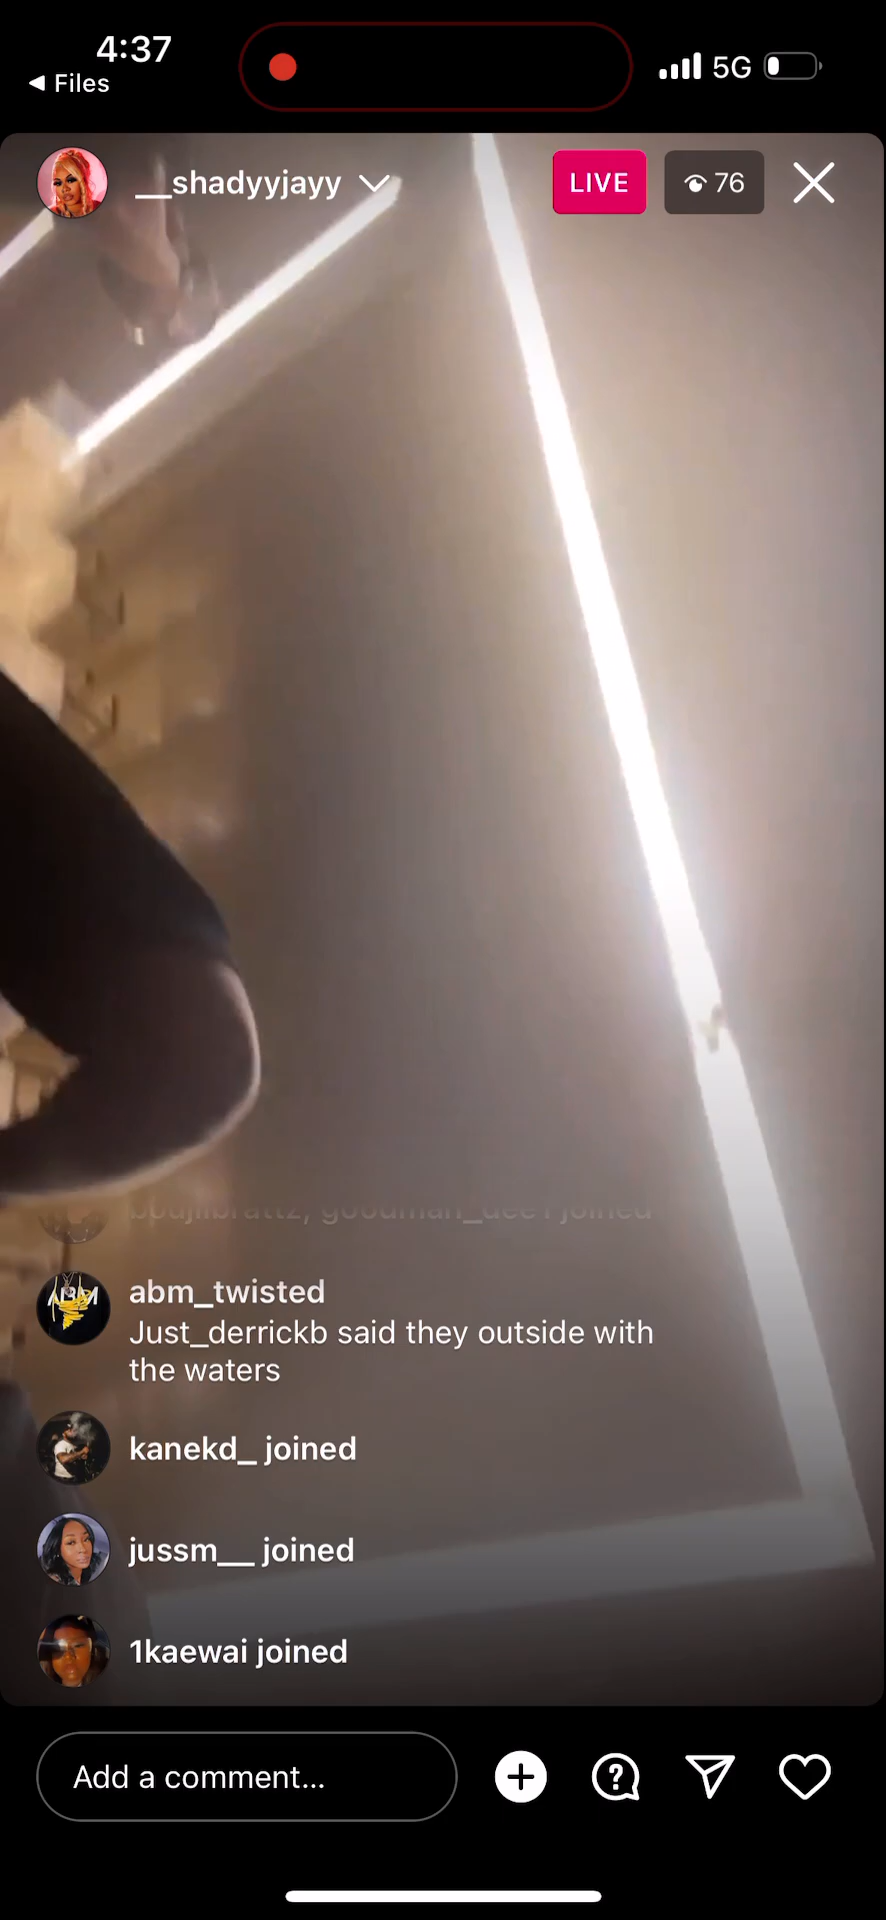 4:37
5G
◀ Files
__shadyyjayy
LIVE
76
joined
abm_twisted
Just_derrickb said they outside with
the waters
kanekd_ joined
jussm__ joined
1kaewai joined
Add a comment...